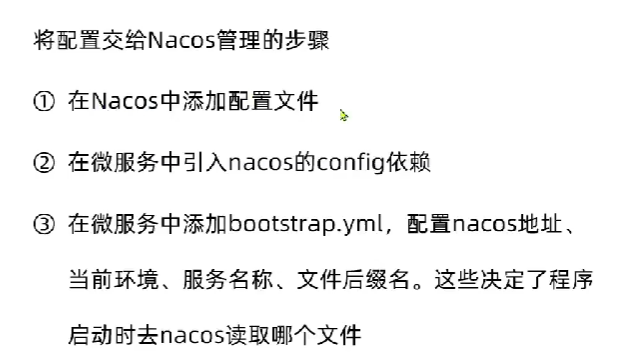 将配置交给Nacos管理的步骤
① 在Nacos中添加配置文件
② 在微服务中引入nacos的config依赖
③ 在微服务中添加bootstrap.yml，配置nacos地址、
当前环境、服务名称、文件后缀名。这些决定了程序
启动时去nacos读取哪个文件